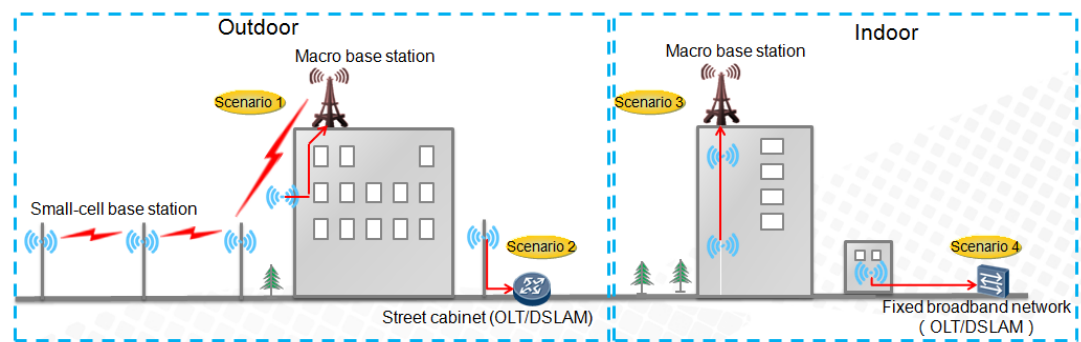 Outdoor
Indoor
Macro base station
Macro base station
Scenario 1
Scenario 3
Small-cell base station
Scenario 2
Scenario 4
Street cabinet (OLT/DSLAM)
Fixed broadband network
( OLT/DSLAM )